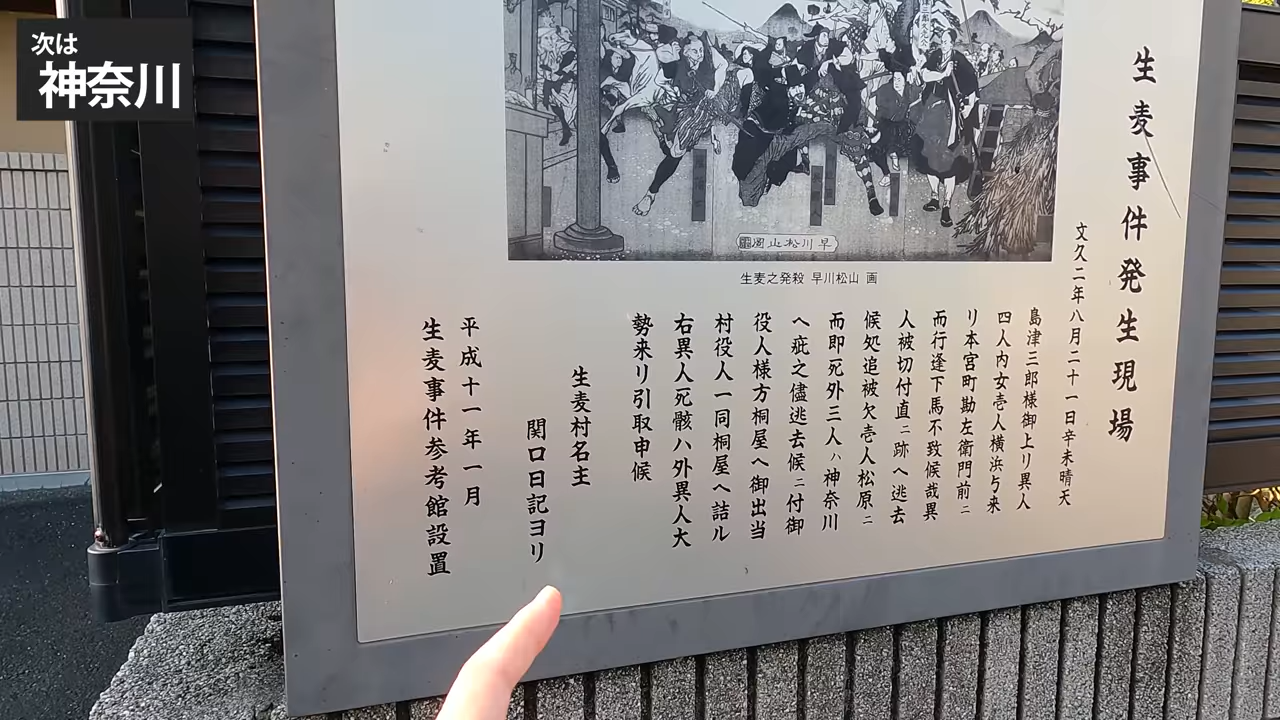 次は
神奈川
早川松山画
生麦之発殺 早川松山 画
生麦事件発生現場
文久二年八月二十一日辛未晴天
島津三郎様御上リ異人
四人内女壱人横浜ゟ来
リ本宮町勘左衛門前ニ
而行逢下馬不致候哉異
人被切付直ニ跡へ逃去
候処追被欠壱人松原ニ
而即死外三人ハ神奈川
へ疵之儘逃去候ニ付御
役人様方桐屋へ御出当
村役人一同桐屋へ詰ル
右異人死骸ハ外異人大
勢来リ引取申候
生麦村名主
関口日記ヨリ
平成十一年一月
生麦事件参考館設置